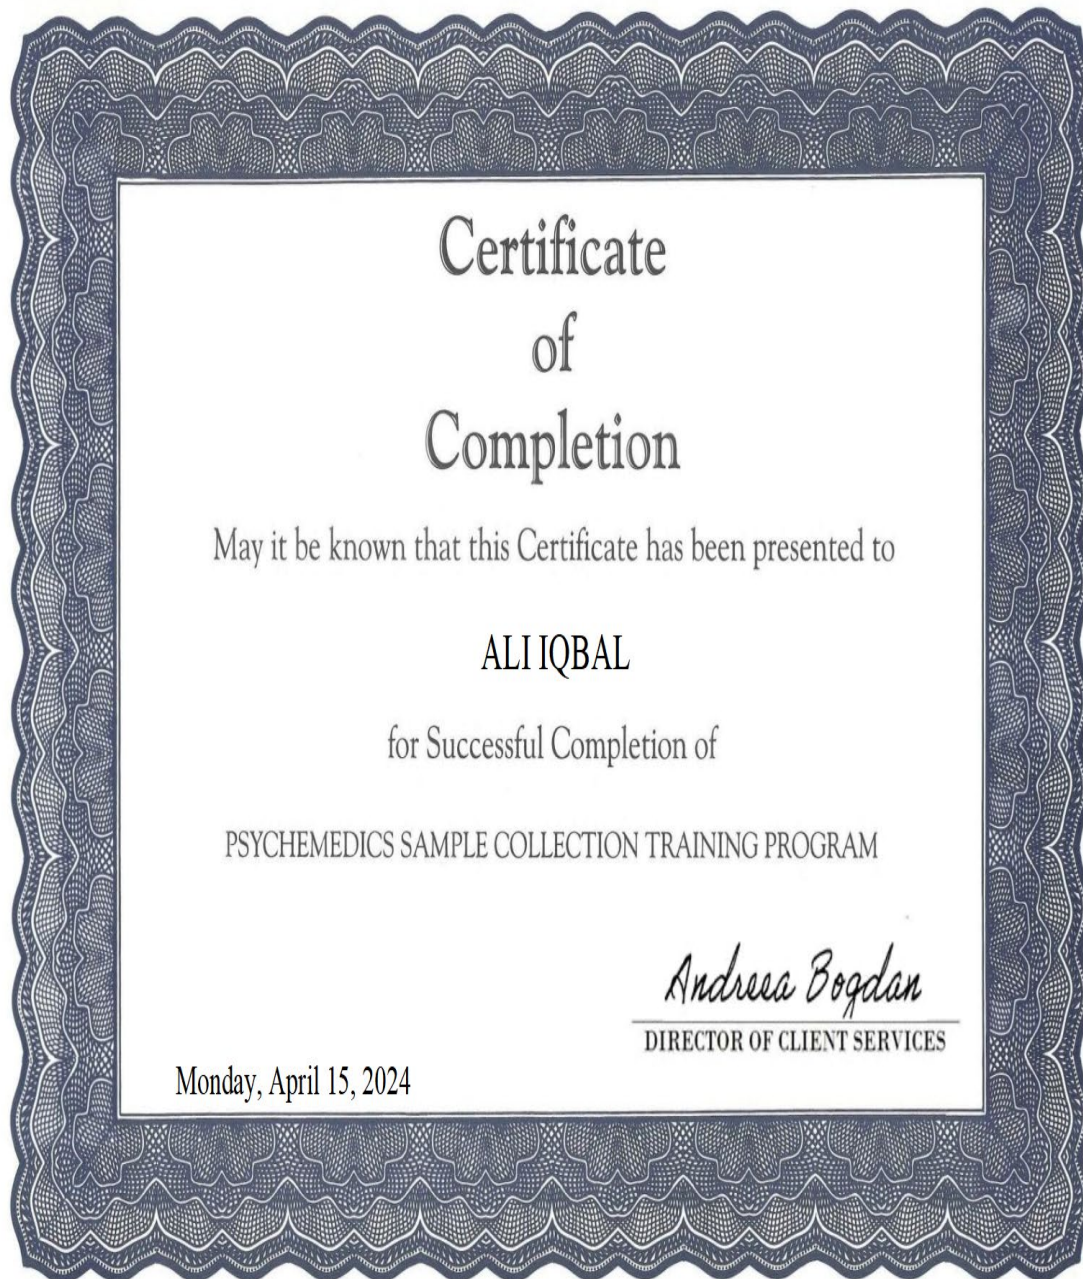 Certificate
of
Completion
May it be known that this Certificate has been presented to
ALI IQBAL
for Successful Completion of
PSYCHEMEDICS SAMPLE COLLECTION TRAINING PROGRAM
Andreea Bogdan
DIRECTOR OF CLIENT SERVICES
Monday, April 15, 2024